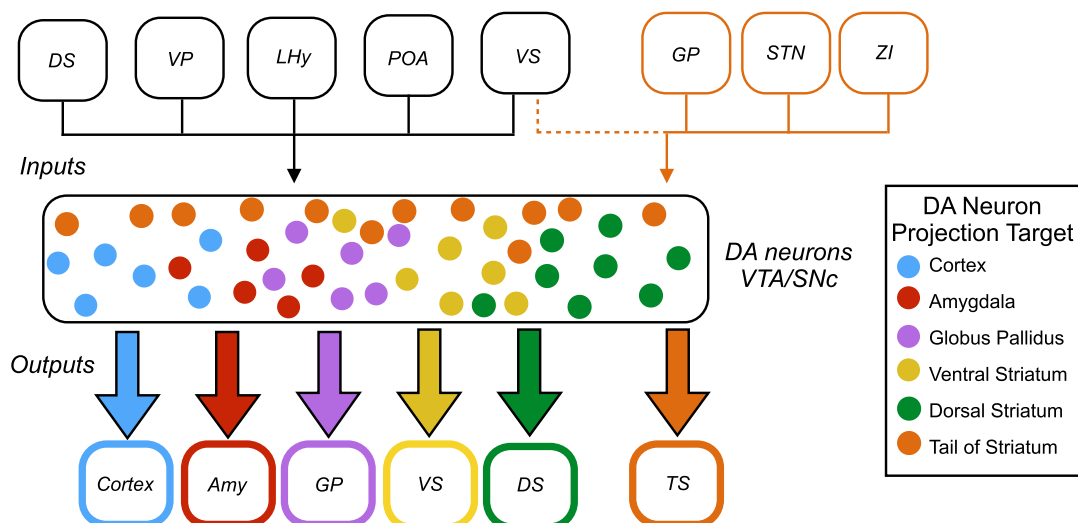 DS
VP
LHy
POA
VS
GP
STN
ZI
Inputs
DA neurons
VTA/SNc
DA Neuron
Projection Target
Cortex
Amygdala
Globus Pallidus
Ventral Striatum
Dorsal Striatum
Tail of Striatum
Outputs
Cortex
Amy
GP
VS
DS
TS